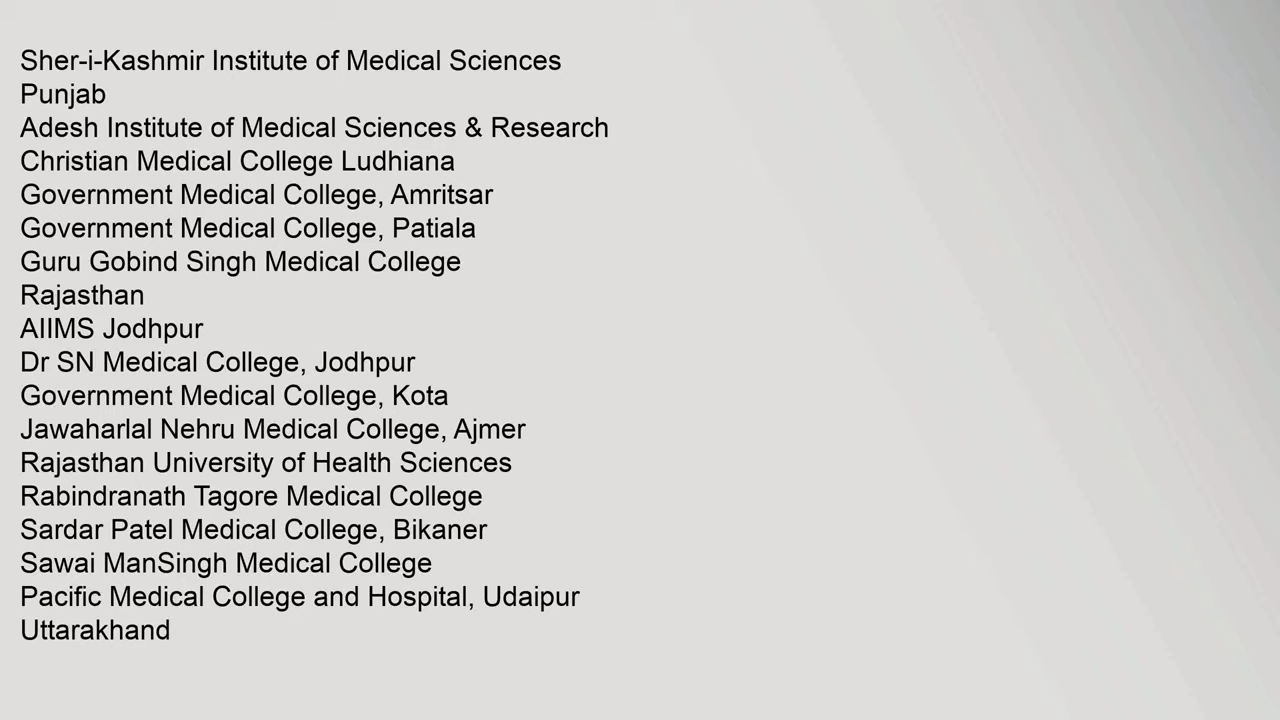 Sher-i-Kashmir Institute of Medical Sciences
Punjab
Adesh Institute of Medical Sciences & Research
Christian Medical College Ludhiana
Government Medical College, Amritsar
Government Medical College, Patiala
Guru Gobind Singh Medical College
Rajasthan
AIIMS Jodhpur
Dr SN Medical College, Jodhpur
Government Medical College, Kota
Jawaharlal Nehru Medical College, Ajmer
Rajasthan University of Health Sciences
Rabindranath Tagore Medical College
Sardar Patel Medical College, Bikaner
Sawai ManSingh Medical College
Pacific Medical College and Hospital, Udaipur
Uttarakhand